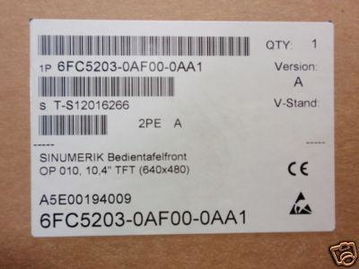 QTY: 1
1P 6FC5203-0AF00-0AA1
Version:
A
S T-S12016266
V-Stand:
2PE A
SINUMERIK Bedientafelfront
OP 010, 10,4" TFT (640x480)
CE
A5E00194009
6FC5203-0AF00-0AA1